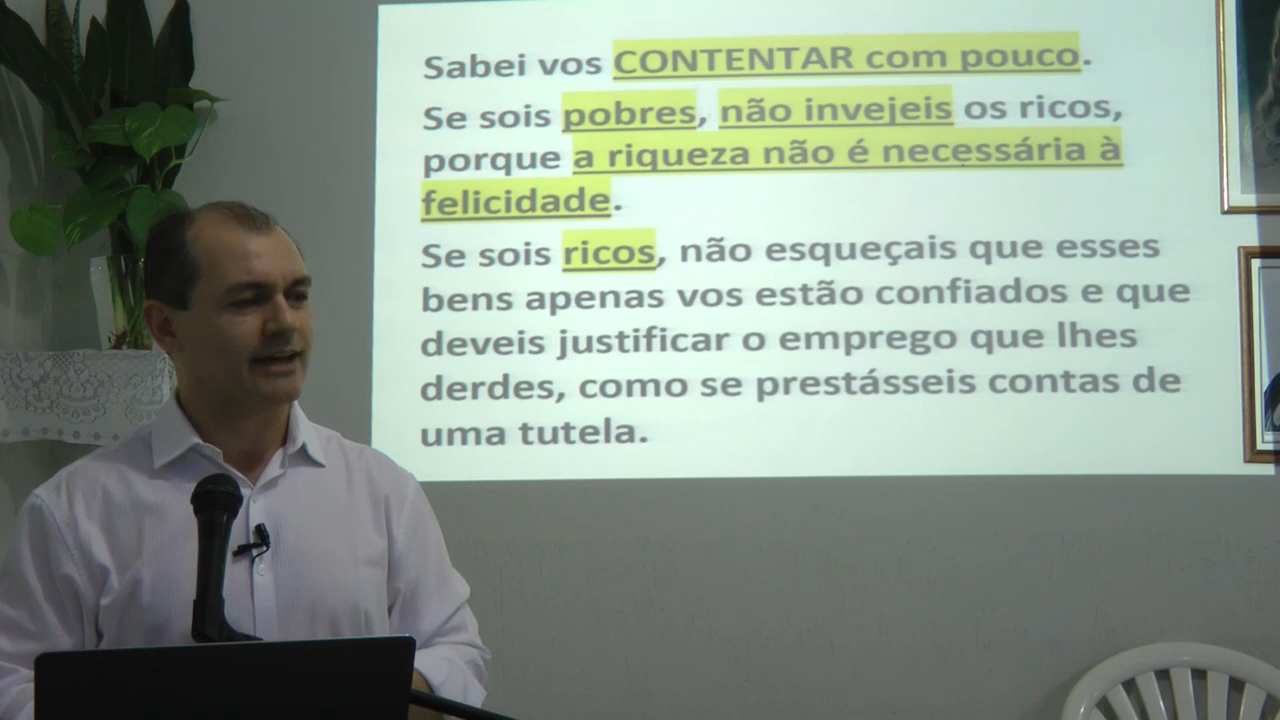 Sabei vos CONTENTAR com pouco.
Se sois pobres, não invejeis os ricos,
porque a riqueza não é necessária à
felicidade.
Se sois ricos, não esqueçais que esses
bens apenas vos estão confiados e que
deveis justificar o emprego que lhes
derdes, como se prestásseis contas de
uma tutela.